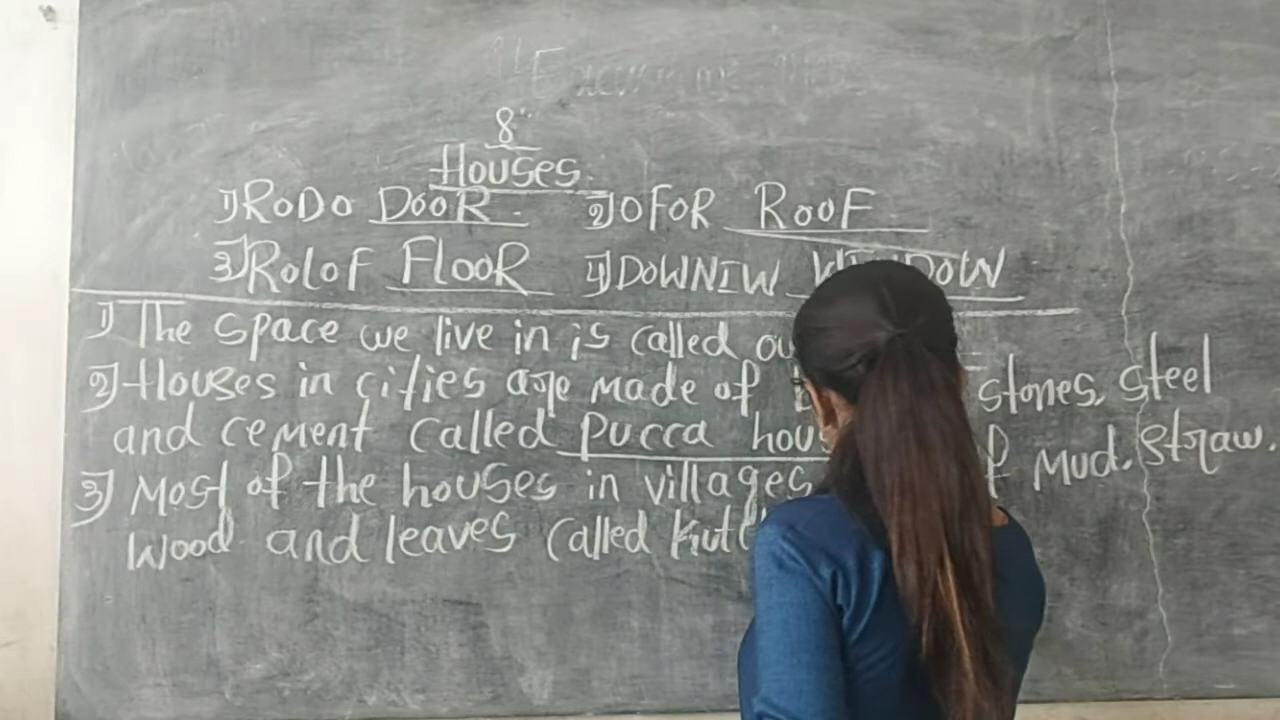 8
Houses.
1) RODO DOOR. 2) OFOR ROOF
3) ROLOF FLOOR 4) DOWNIW WINDOW
1) The space we live in is called
2) Houses in cities are made of stones, steel
and cement called pucca
3) Most of the houses in villages of mud, straw.
wood and leaves called